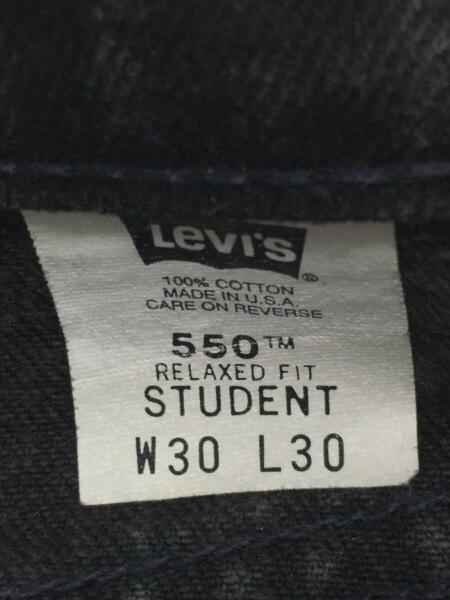 Levi's
®
100% COTTON
MADE IN U.S.A.
CARE ON REVERSE
550™
RELAXED FIT
STUDENT
W30 L30